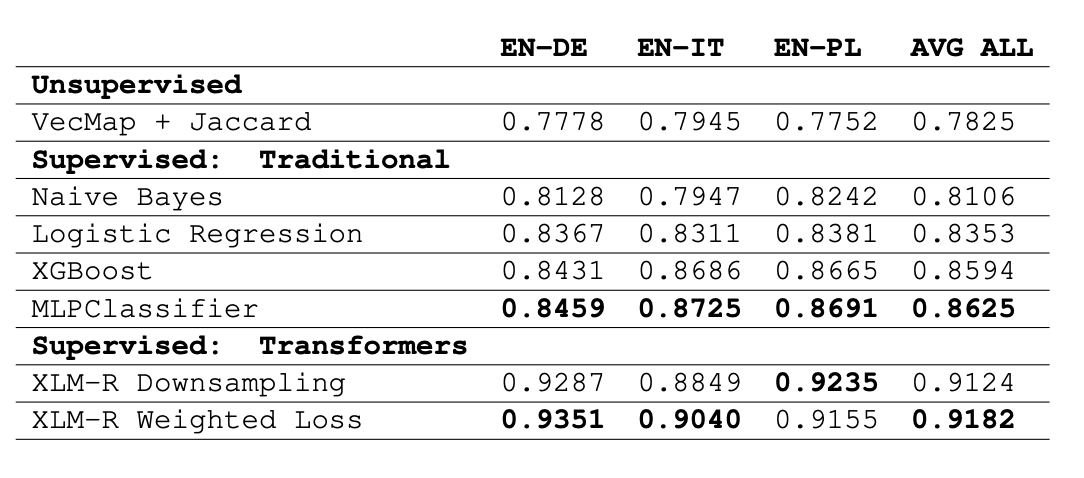 EN-DE EN-IT EN-PL AVG ALL
Unsupervised
VecMap + Jaccard 0.7778 0.7945 0.7752 0.7825
Supervised: Traditional
Naive Bayes 0.8128 0.7947 0.8242 0.8106
Logistic Regression 0.8367 0.8311 0.8381 0.8353
XGBoost 0.8431 0.8686 0.8665 0.8594
MLPClassifier 0.8459 0.8725 0.8691 0.8625
Supervised: Transformers
XLM-R Downsampling 0.9287 0.8849 0.9235 0.9124
XLM-R Weighted Loss 0.9351 0.9040 0.9155 0.9182